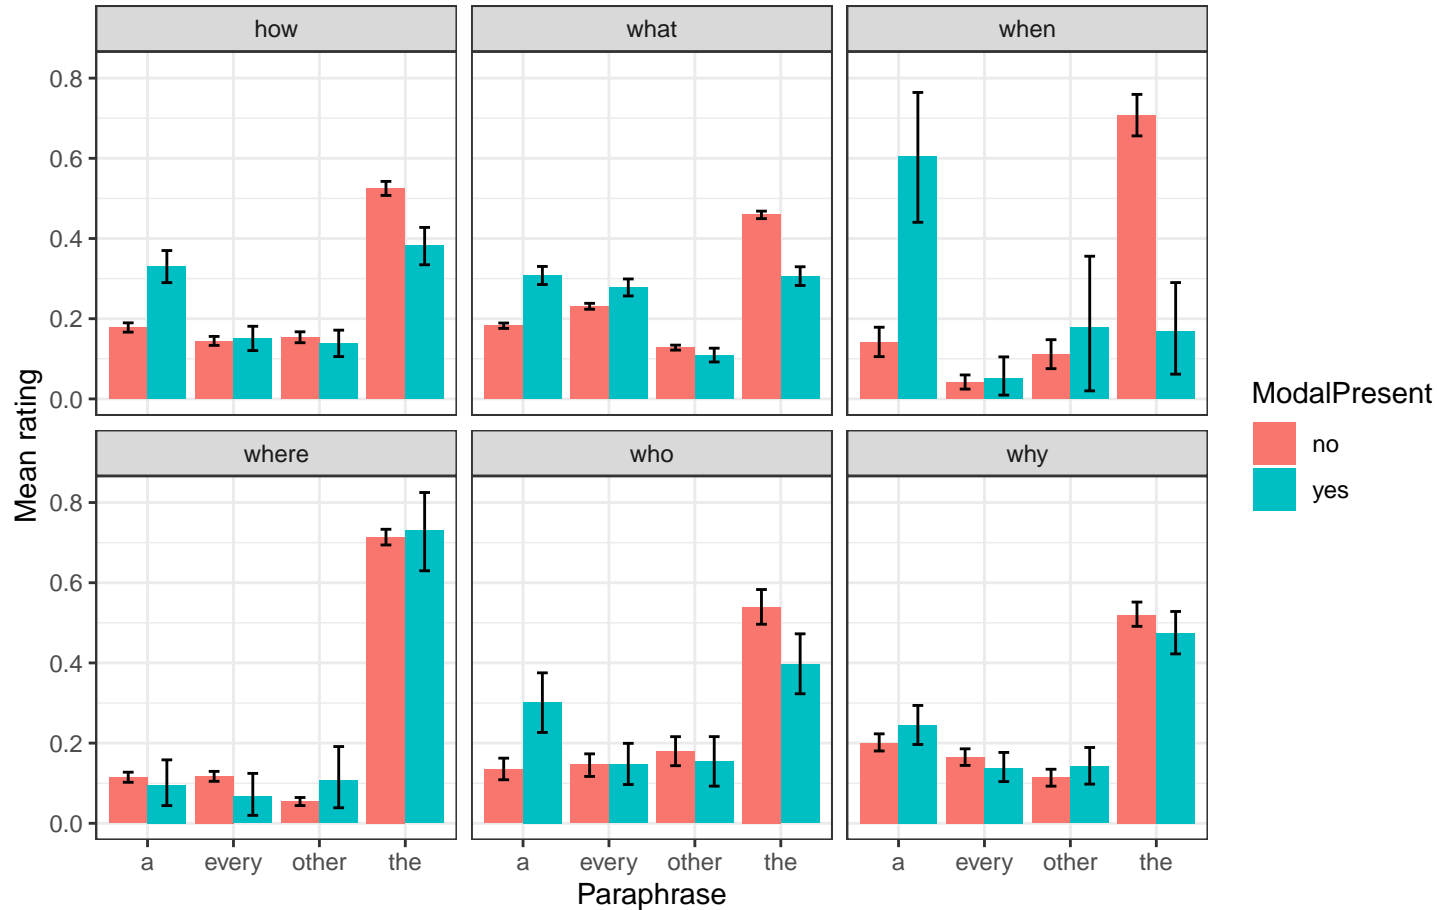 how
what
when
0.8
0.6
0.4
0.2
0.0
where
who
why
0.8
0.6
0.4
0.2
0.0
a every other the
a every other the
a every other the
Paraphrase
Mean rating
ModalPresent
no
yes